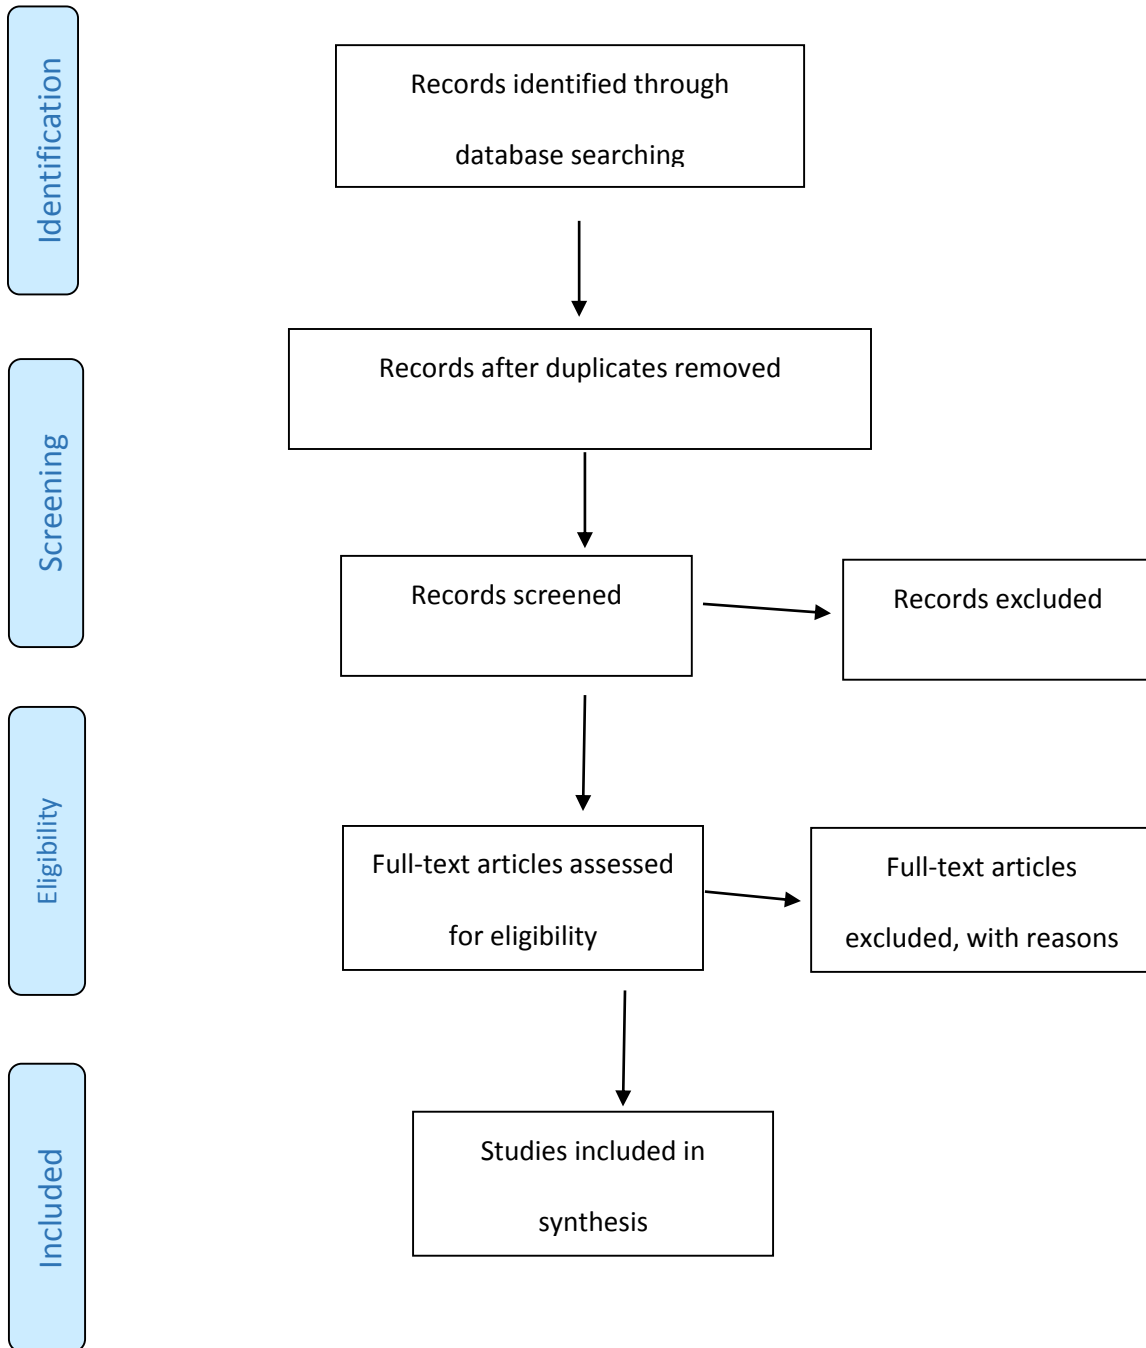 Identification
Records identified through
database searching
Records after duplicates removed
Screening
Records screened
Records excluded
Eligibility
Full-text articles assessed
for eligibility
Full-text articles
excluded, with reasons
Included
Studies included in
synthesis